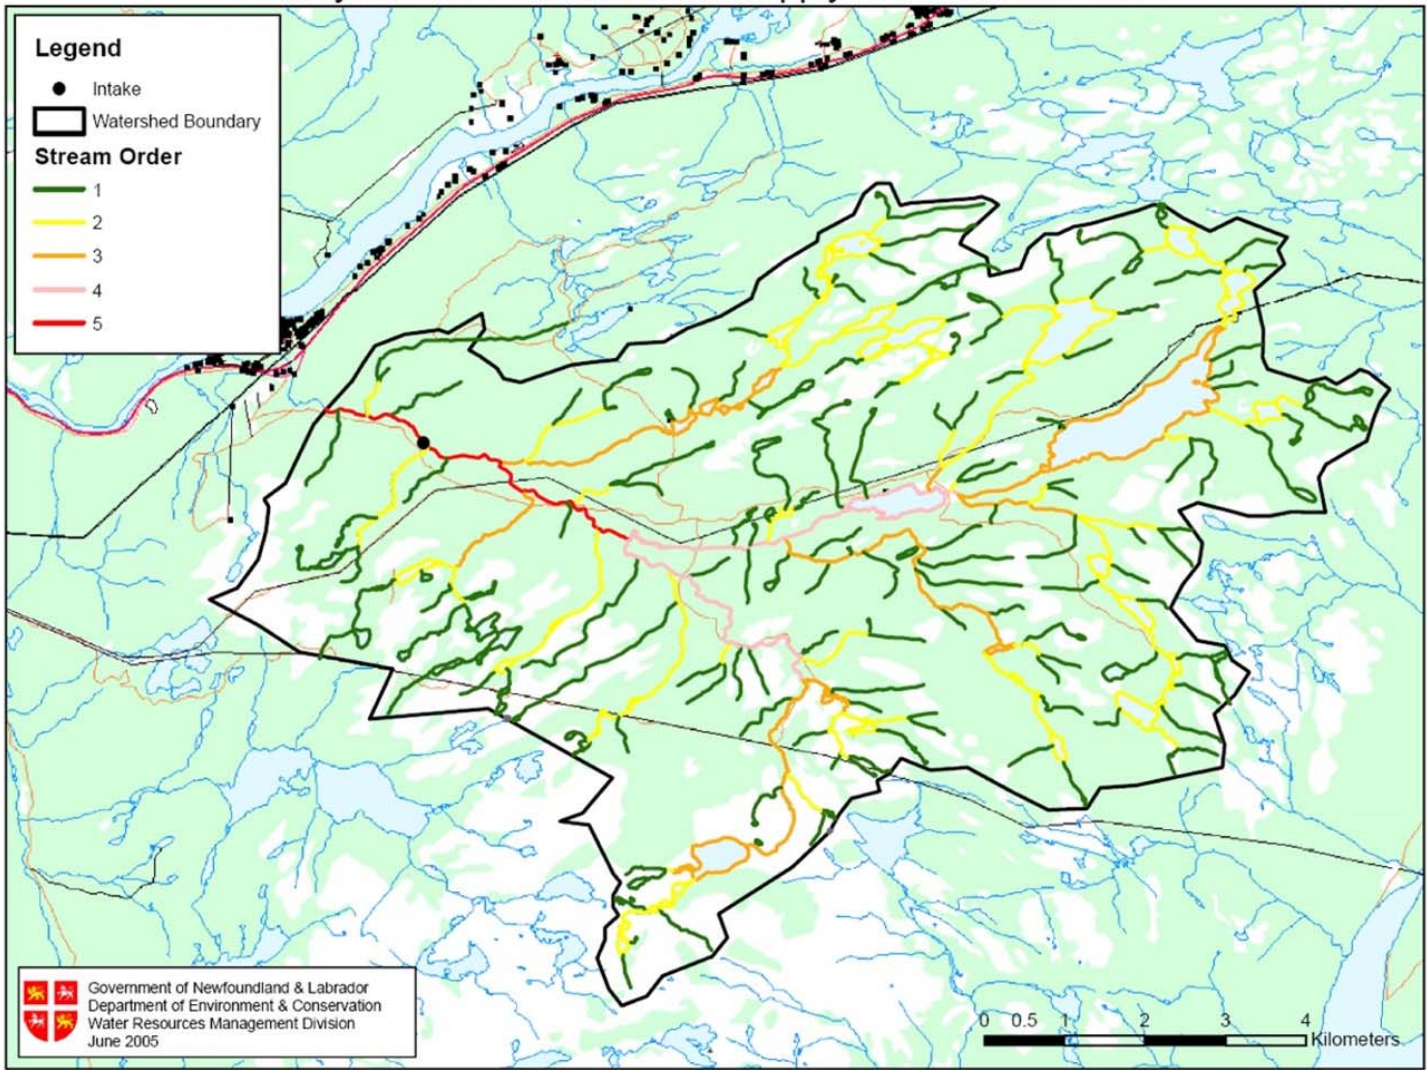 Legend
Intake
Watershed Boundary
Stream Order
1
2
3
4
5
Government of Newfoundland & Labrador
Department of Environment & Conservation
Water Resources Management Division
June 2005
0 0.5 1 2 3 4
Kilometers